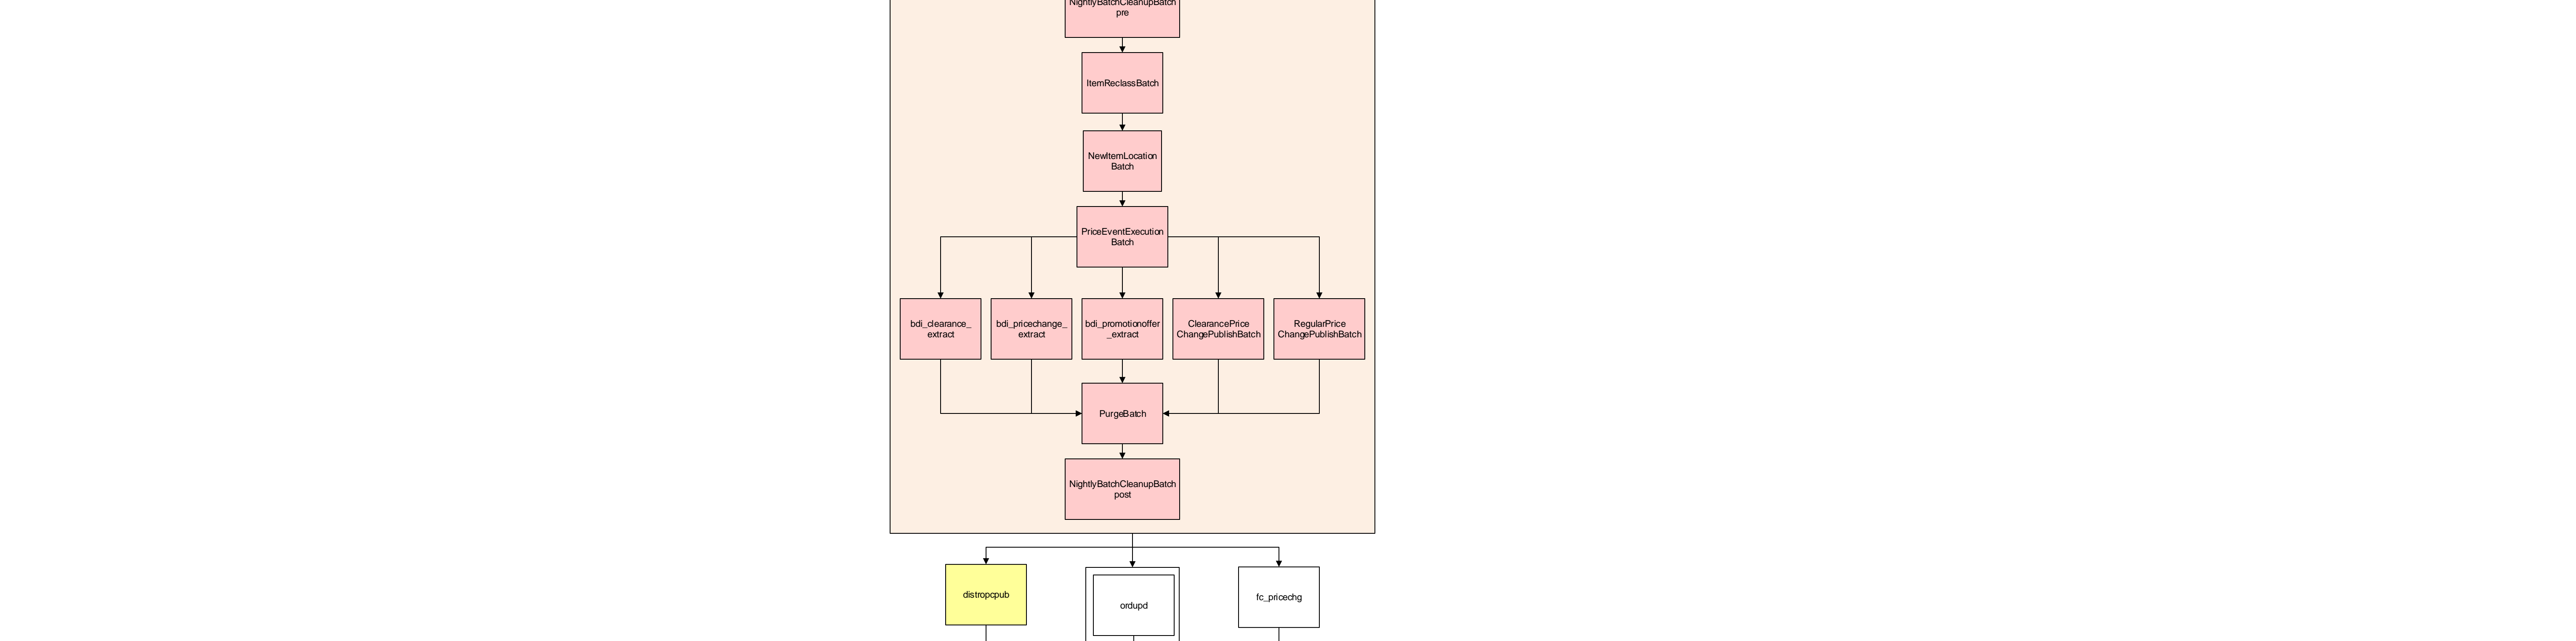 NightlyBatchCleanupBatch
pre
ItemReclassBatch
NewItemLocation
Batch
PriceEventExecution
Batch
bdi_clearance_
extract
bdi_pricechange_
extract
bdi_promotionoffer
_extract
ClearancePrice
ChangePublishBatch
RegularPrice
ChangePublishBatch
PurgeBatch
NightlyBatchCleanupBatch
post
distropcpub
ordupd
fc_pricechg